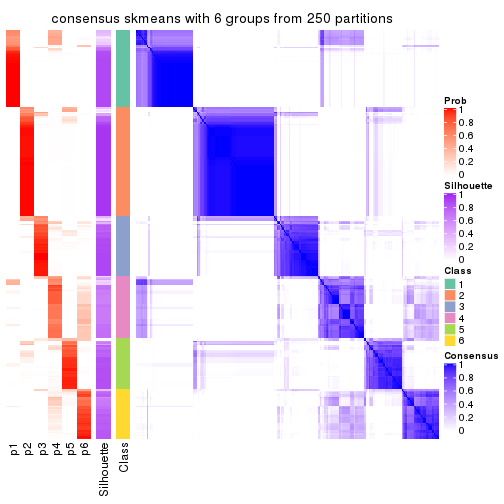 consensus skmeans with 6 groups from 250 partitions
Prob
1
0.8
0.6
0.4
0.2
0
Silhouette
1
0.8
0.6
0.4
0.2
0
Class
1
2
3
4
5
6
Consensus
1
0.8
0.6
0.4
0.2
0
p1
p2
p3
p4
p5
p6
Silhouette
Class